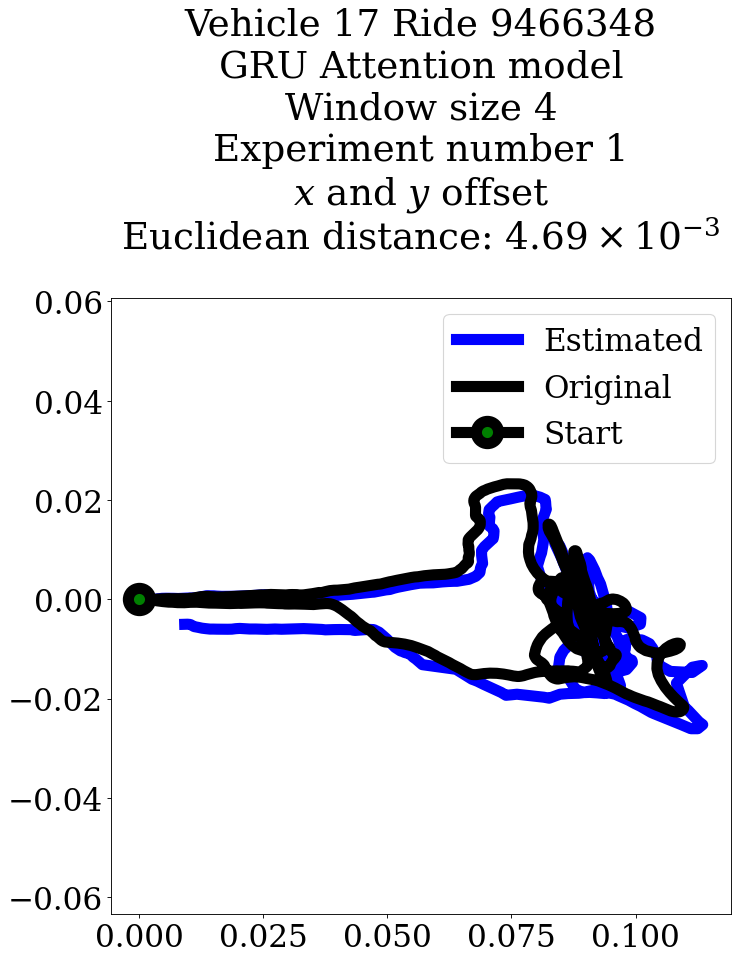 Vehicle 17 Ride 9466348
GRU Attention model
Window size 4
Experiment number 1
x and y offset
Euclidean distance: 4.69 × 10⁻³
Estimated
Original
Start
0.06
0.04
0.02
0.00
−0.02
−0.04
−0.06
0.000 0.025 0.050 0.075 0.100